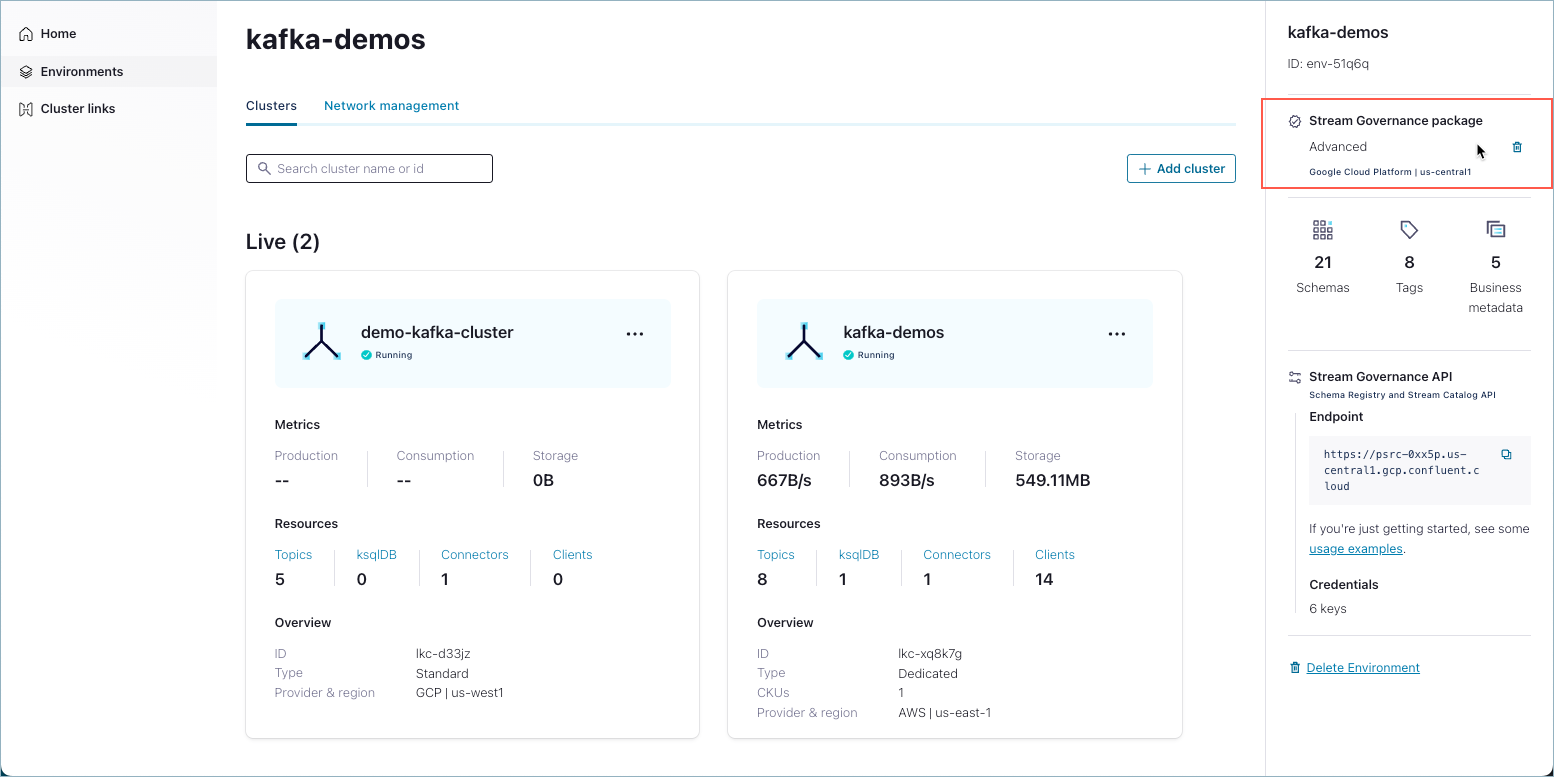 Home
Environments
Cluster links
kafka-demos
Clusters Network management
Search cluster name or id
Add cluster
Live (2)
demo-kafka-cluster
Running
Metrics
Production Consumption Storage
-- -- 0B
Resources
Topics ksqlDB Connectors Clients
5 0 1 0
Overview
ID lkc-d33jz
Type Standard
Provider & region GCP | us-west1
kafka-demos
Running
Metrics
Production Consumption Storage
667B/s 893B/s 549.11MB
Resources
Topics ksqlDB Connectors Clients
8 1 1 14
Overview
ID lkc-xq8k7g
Type Dedicated
CKUs 1
Provider & region AWS | us-east-1
kafka-demos
ID: env-51q6q
Stream Governance package
Advanced
Google Cloud Platform | us-central1
21 8 5
Schemas Tags Business
metadata
Stream Governance API
Schema Registry and Stream Catalog API
Endpoint
https://psrc-0xx5p.us-
central1.gcp.confluent.c
loud
If you're just getting started, see some
usage examples.
Credentials
6 keys
Delete Environment